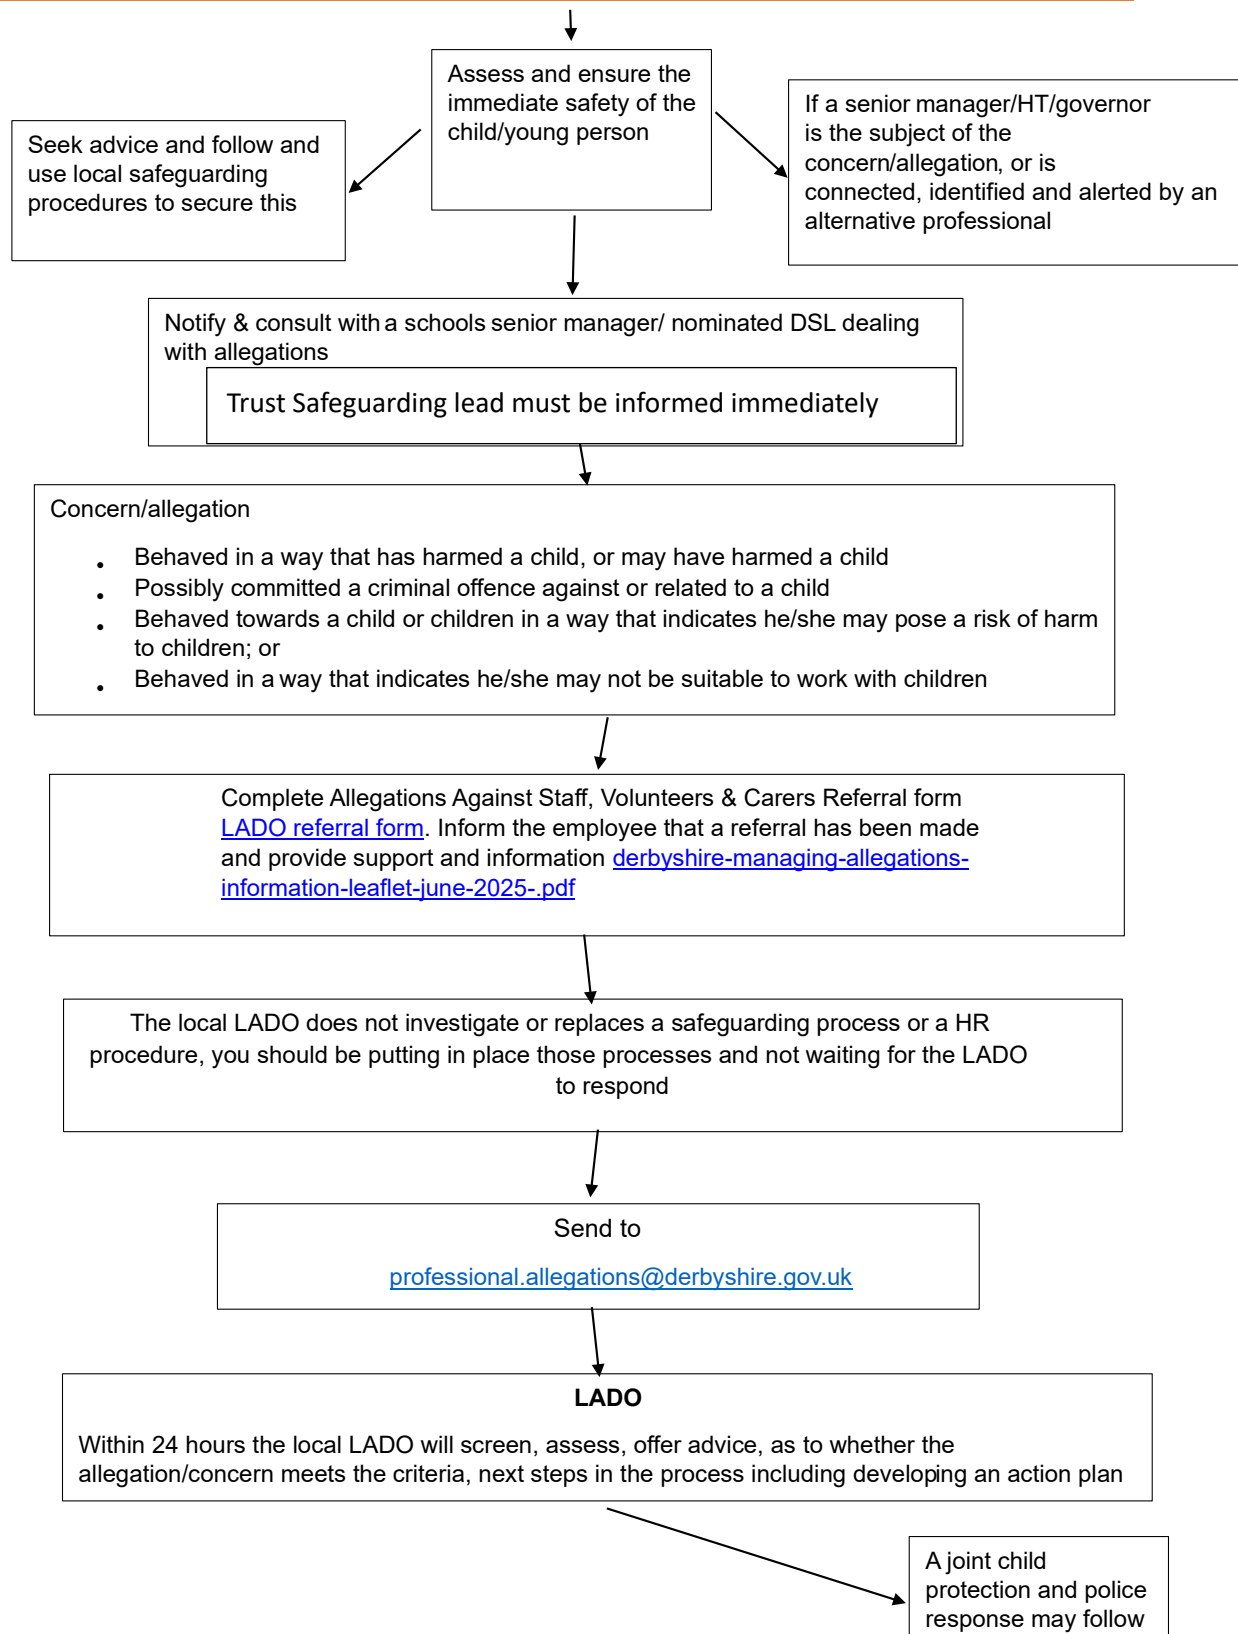 Assess and ensure the
immediate safety of the
child/young person
Seek advice and follow and
use local safeguarding
procedures to secure this
If a senior manager/HT/governor
is the subject of the
concern/allegation, or is
connected, identified and alerted by an
alternative professional
Notify & consult with a schools senior manager/ nominated DSL dealing
with allegations
Trust Safeguarding lead must be informed immediately
Concern/allegation
• Behaved in a way that has harmed a child, or may have harmed a child
• Possibly committed a criminal offence against or related to a child
• Behaved towards a child or children in a way that indicates he/she may pose a risk of harm
to children; or
• Behaved in a way that indicates he/she may not be suitable to work with children
Complete Allegations Against Staff, Volunteers & Carers Referral form
LADO referral form. Inform the employee that a referral has been made
and provide support and information derbyshire-managing-allegations-
information-leaflet-june-2025-.pdf
The local LADO does not investigate or replaces a safeguarding process or a HR
procedure, you should be putting in place those processes and not waiting for the LADO
to respond
Send to
professional.allegations@derbyshire.gov.uk
LADO
Within 24 hours the local LADO will screen, assess, offer advice, as to whether the
allegation/concern meets the criteria, next steps in the process including developing an action plan
A joint child
protection and police
response may follow